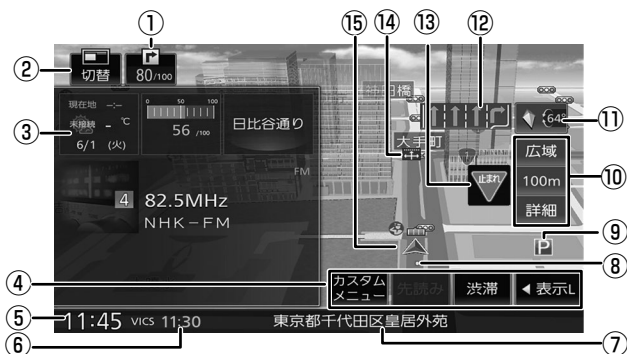 ①
②
③
④
⑤
⑥
⑦
⑧
⑨
⑩
⑪
⑫
⑬
⑭
⑮
切替
80/100
現在地 -:--
未接続 - ℃
6/1 (火)
0 50 100
56 /100
日比谷通り
FM
4 82.5MHz
NHK-FM
大手町
止まれ
648
広域
100m
詳細
P
カスタム
メニュー
先読み
渋滞
◀ 表示L
11:45 VICS 11:30 東京都千代田区皇居外苑